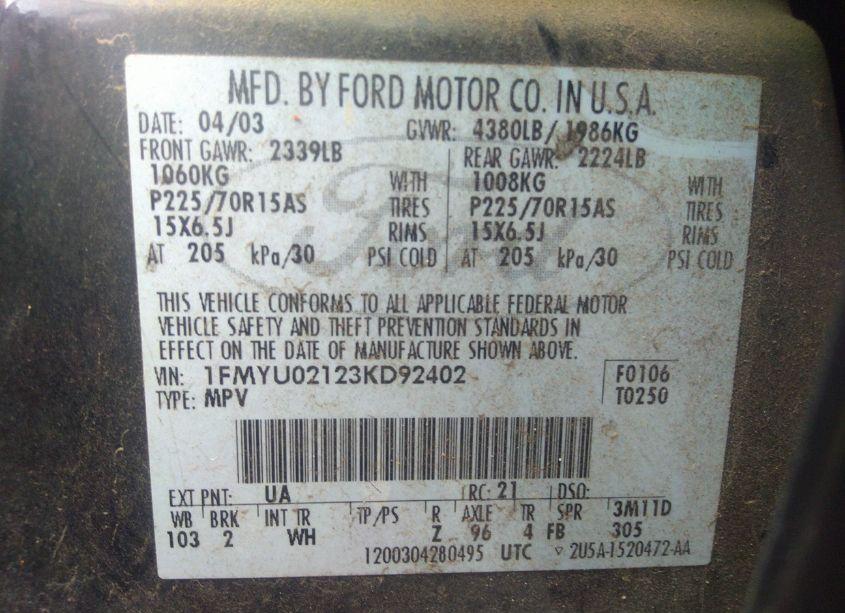 MFD. BY FORD MOTOR CO. IN U.S.A.
DATE: 04/03 GVWR: 4380LB/ 1986KG
FRONT GAWR: 2339LB REAR GAWR: 2224LB
1060KG WITH 1008KG WITH
P225/70R15AS TIRES P225/70R15AS TIRES
15X6.5J RIMS 15X6.5J RIMS
AT 205 kPa/30 PSI COLD AT 205 kPa/30 PSI COLD
Ford
THIS VEHICLE CONFORMS TO ALL APPLICABLE FEDERAL MOTOR
VEHICLE SAFETY AND THEFT PREVENTION STANDARDS IN
EFFECT ON THE DATE OF MANUFACTURE SHOWN ABOVE.
VIN: 1FMYU02123KD92402 F0106
TYPE: MPV T0250
EXT PNT: UA RC: 21 DSO:
WB BRK INT TR TP/PS R AXLE TR SPR 3M11D
103 2 WH Z 96 4 FB 305
1200304280495 UTC ▽ 2U5A-1520472-AA